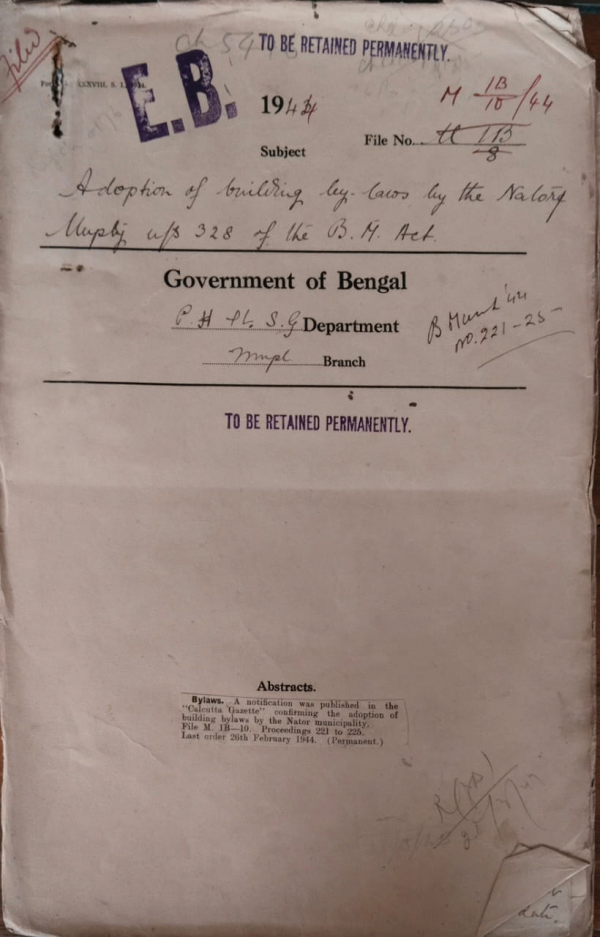 Filed
TO BE RETAINED PERMANENTLY.
E.B.
1944
M 1B/10/44
File No. 1B/8
Subject
Adoption of building bye-laws by the Natore
Muplty u/s 328 of the B. M. Act.
Government of Bengal
P. H & L. S. G Department
Mupl Branch
B March '44
No. 221-25-
TO BE RETAINED PERMANENTLY.
Abstracts.
Bylaws. A notification was published in the
"Calcutta Gazette" confirming the adoption of
building bylaws by the Nator municipality.
File M. 1B—10. Proceedings 221 to 225.
Last order 26th February 1944. (Permanent.)